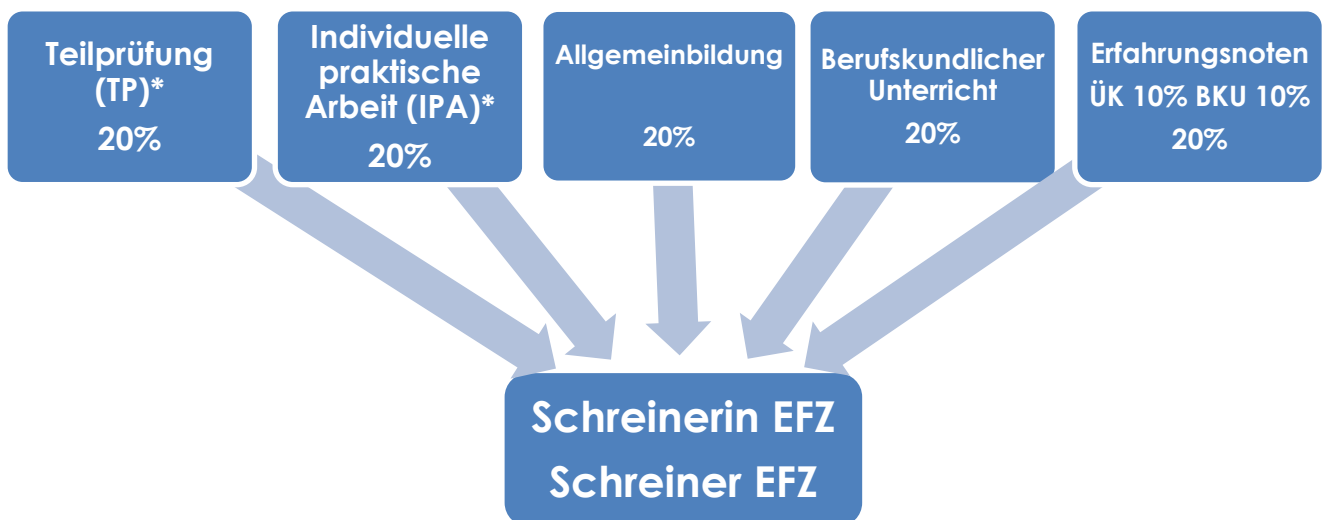 Teilprüfung
(TP)*
20%
Individuelle
praktische
Arbeit (IPA)*
20%
Allgemeinbildung
20%
Berufskundlicher
Unterricht
20%
Erfahrungsnoten
ÜK 10% BKU 10%
20%
Schreinerin EFZ
Schreiner EFZ